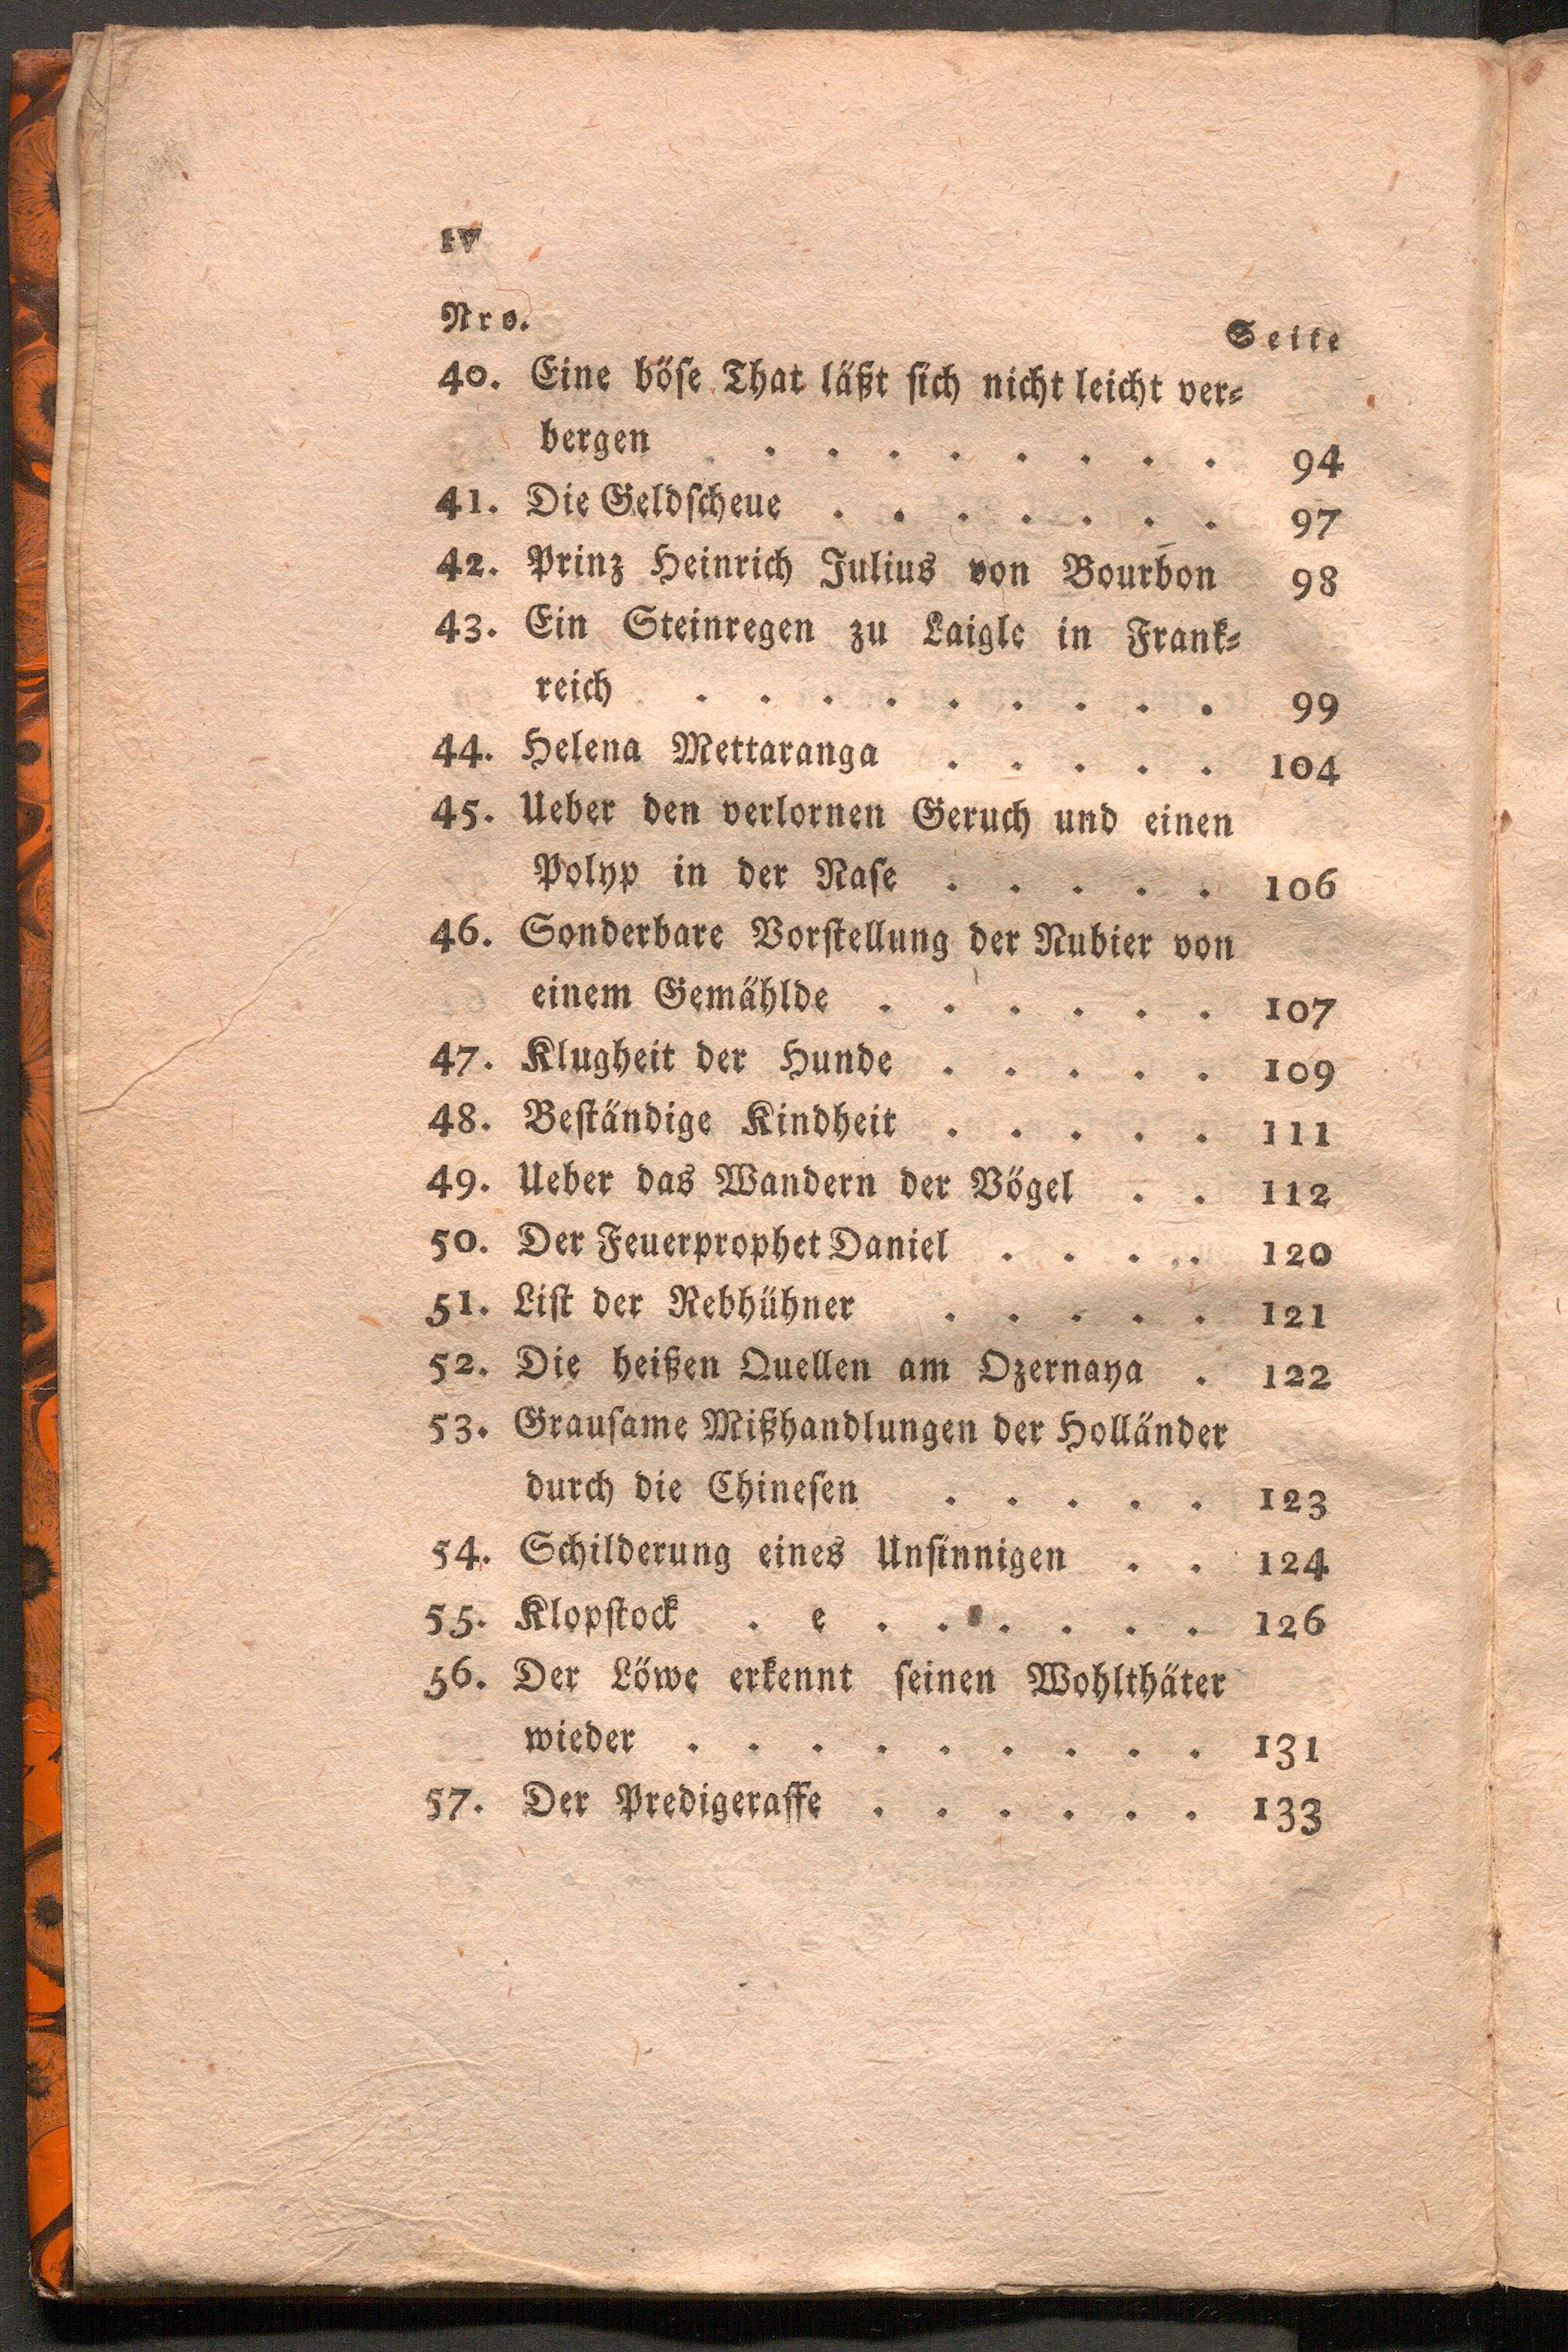 IV
Nro. Seite
40. Eine böse That läßt sich nicht leicht ver-
bergen . . . . . . . . 94
41. Die Geldscheue . . . . . . . 97
42. Prinz Heinrich Julius von Bourbon 98
43. Ein Steinregen zu Laigle in Frank-
reich . . . . . . . . . 99
44. Helena Mettaranga . . . . . 104
45. Ueber den verlornen Geruch und einen
Polyp in der Nase . . . . . 106
46. Sonderbare Vorstellung der Nubier von
einem Gemählde . . . . . . 107
47. Klugheit der Hunde . . . . . 109
48. Beständige Kindheit . . . . . 111
49. Ueber das Wandern der Vögel . . 112
50. Der Feuerprophet Daniel . . . . 120
51. List der Rebhühner . . . . . 121
52. Die heißen Quellen am Ozernaya . 122
53. Grausame Mißhandlungen der Holländer
durch die Chinesen . . . . . 123
54. Schilderung eines Unsinnigen . . 124
55. Klopstock . e . . . . . . 126
56. Der Löwe erkennt seinen Wohlthäter
wieder . . . . . . . . . 131
57. Der Predigeraffe . . . . . . 133